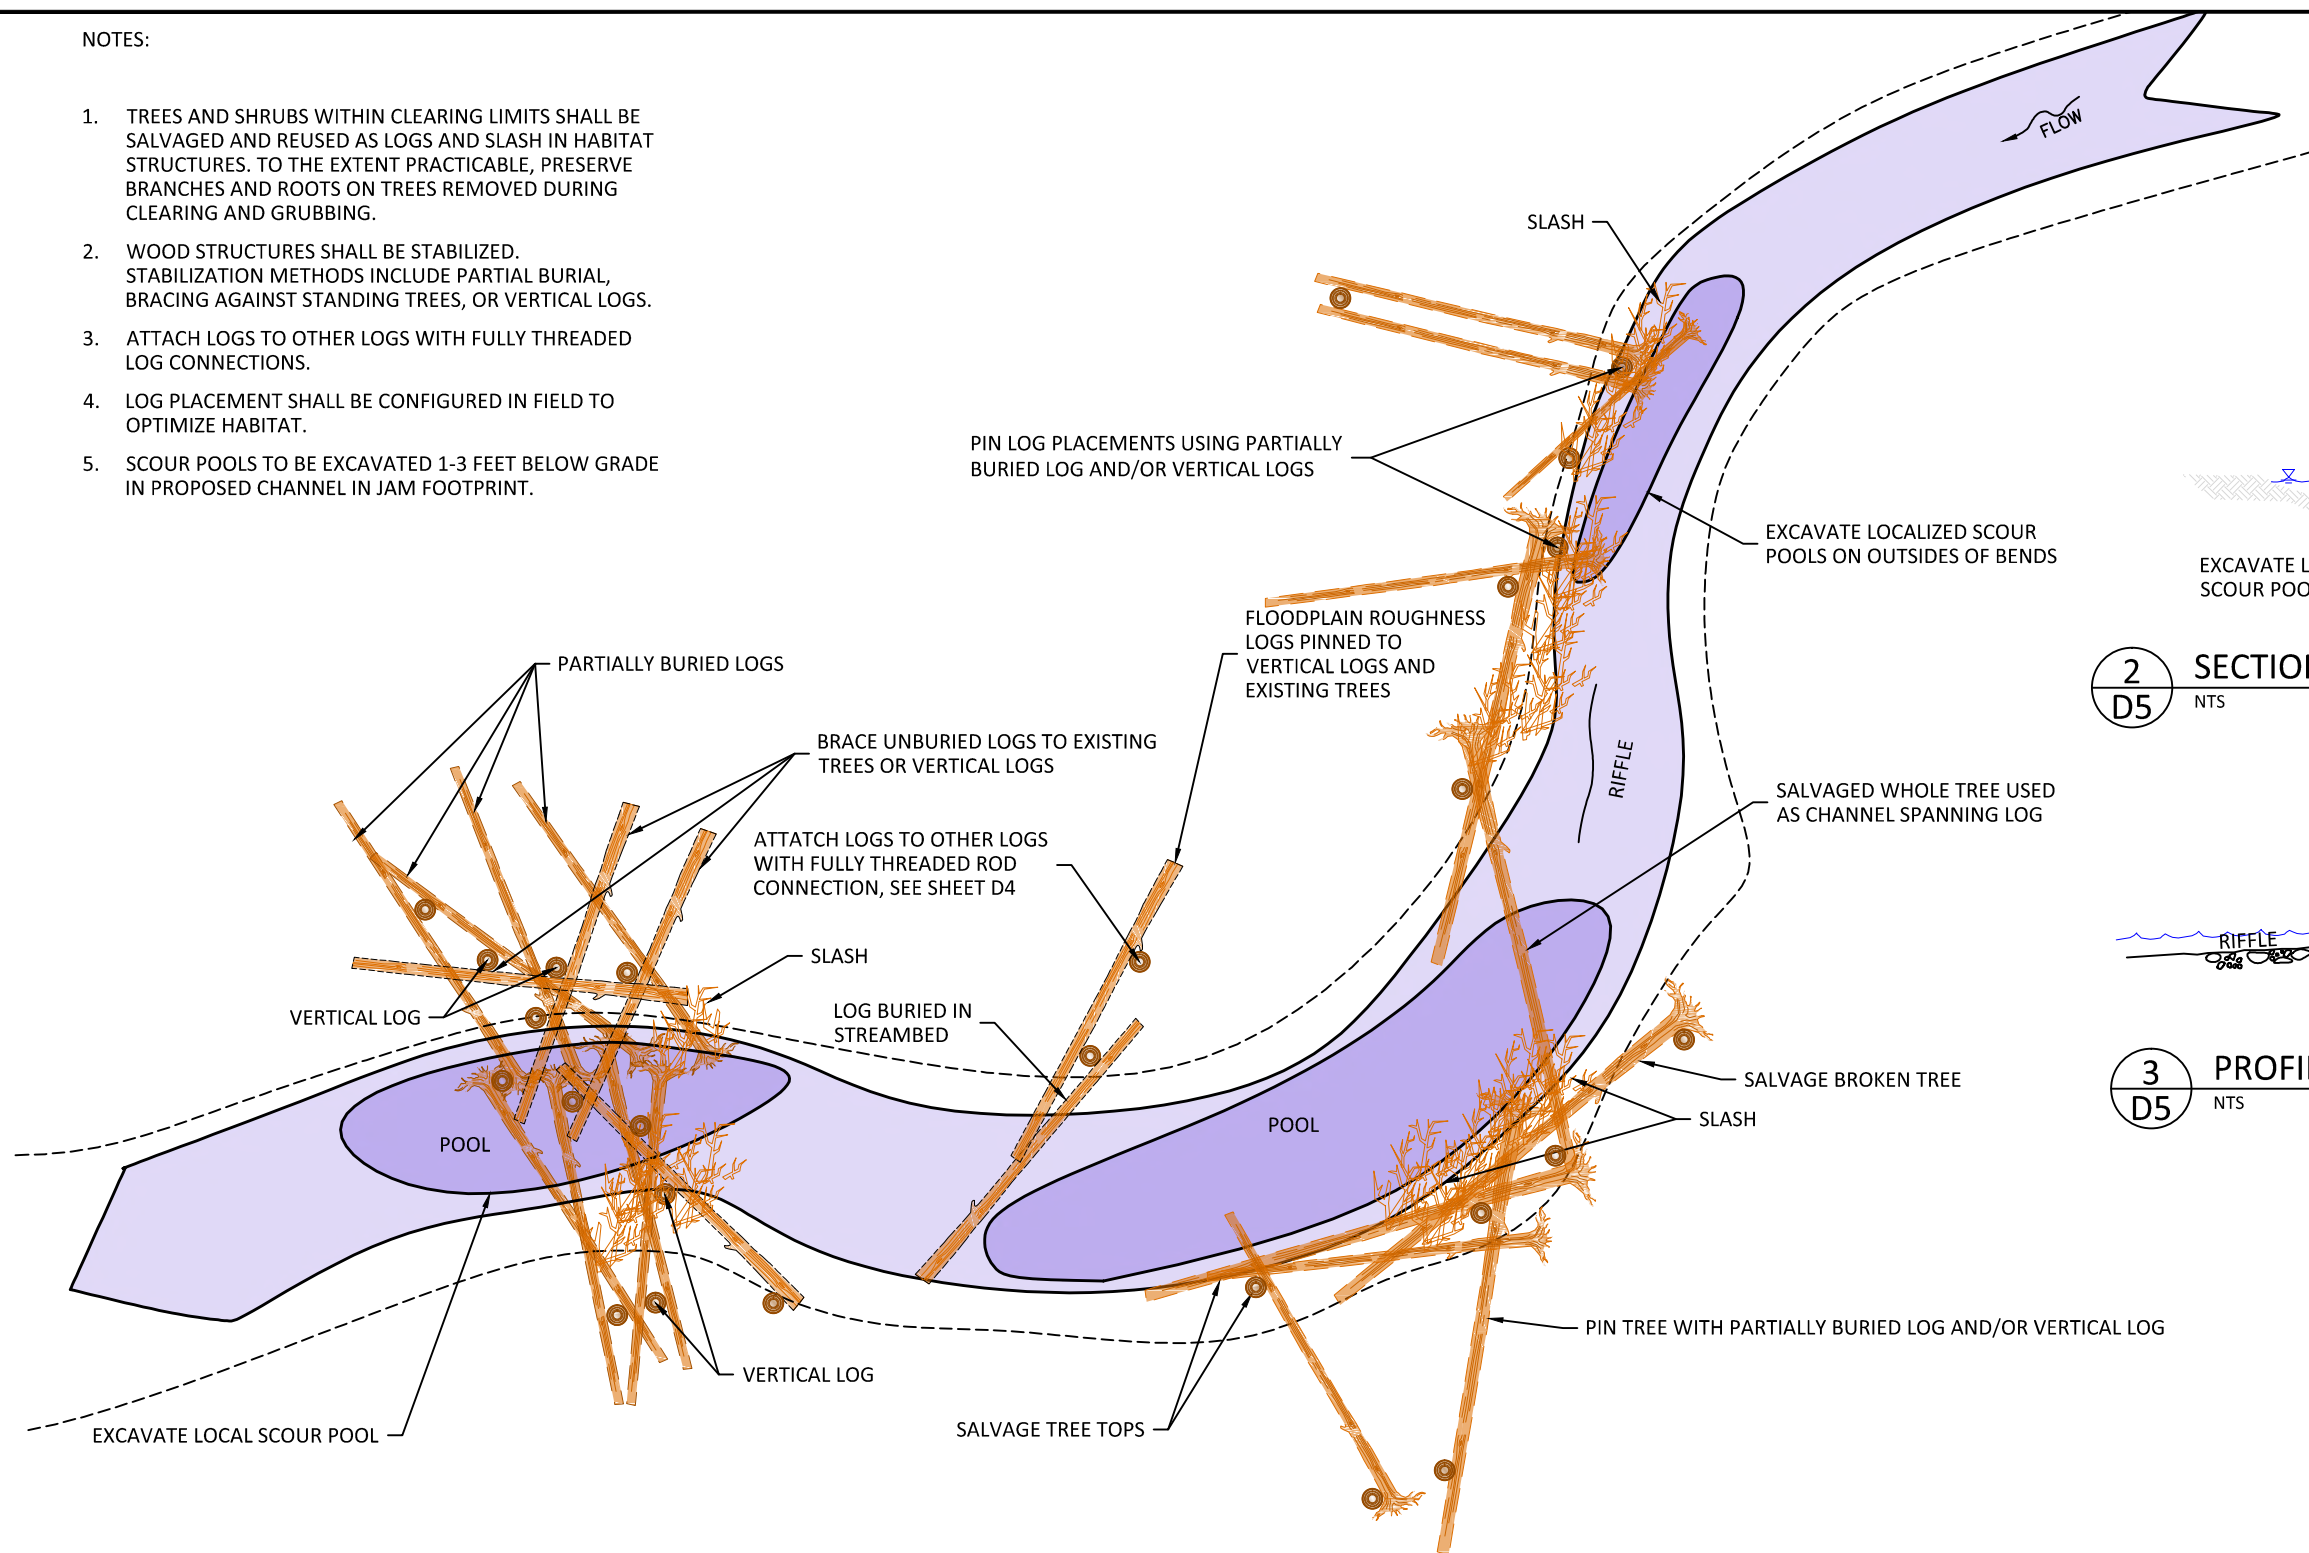 NOTES:
1. TREES AND SHRUBS WITHIN CLEARING LIMITS SHALL BE
SALVAGED AND REUSED AS LOGS AND SLASH IN HABITAT
STRUCTURES. TO THE EXTENT PRACTICABLE, PRESERVE
BRANCHES AND ROOTS ON TREES REMOVED DURING
CLEARING AND GRUBBING.
2. WOOD STRUCTURES SHALL BE STABILIZED.
STABILIZATION METHODS INCLUDE PARTIAL BURIAL,
BRACING AGAINST STANDING TREES, OR VERTICAL LOGS.
3. ATTACH LOGS TO OTHER LOGS WITH FULLY THREADED
LOG CONNECTIONS.
4. LOG PLACEMENT SHALL BE CONFIGURED IN FIELD TO
OPTIMIZE HABITAT.
5. SCOUR POOLS TO BE EXCAVATED 1-3 FEET BELOW GRADE
IN PROPOSED CHANNEL IN JAM FOOTPRINT.
FLOW
SLASH
PIN LOG PLACEMENTS USING PARTIALLY
BURIED LOG AND/OR VERTICAL LOGS
EXCAVATE LOCALIZED SCOUR
POOLS ON OUTSIDES OF BENDS
EXCAVATE L
SCOUR POO
FLOODPLAIN ROUGHNESS
LOGS PINNED TO
VERTICAL LOGS AND
EXISTING TREES
2
D5
SECTION
NTS
PARTIALLY BURIED LOGS
BRACE UNBURIED LOGS TO EXISTING
TREES OR VERTICAL LOGS
RIFFLE
SALVAGED WHOLE TREE USED
AS CHANNEL SPANNING LOG
ATTATCH LOGS TO OTHER LOGS
WITH FULLY THREADED ROD
CONNECTION, SEE SHEET D4
SLASH
RIFFLE
VERTICAL LOG
LOG BURIED IN
STREAMBED
3
D5
PROFI
NTS
SALVAGE BROKEN TREE
SLASH
POOL
POOL
PIN TREE WITH PARTIALLY BURIED LOG AND/OR VERTICAL LOG
VERTICAL LOG
SALVAGE TREE TOPS
EXCAVATE LOCAL SCOUR POOL